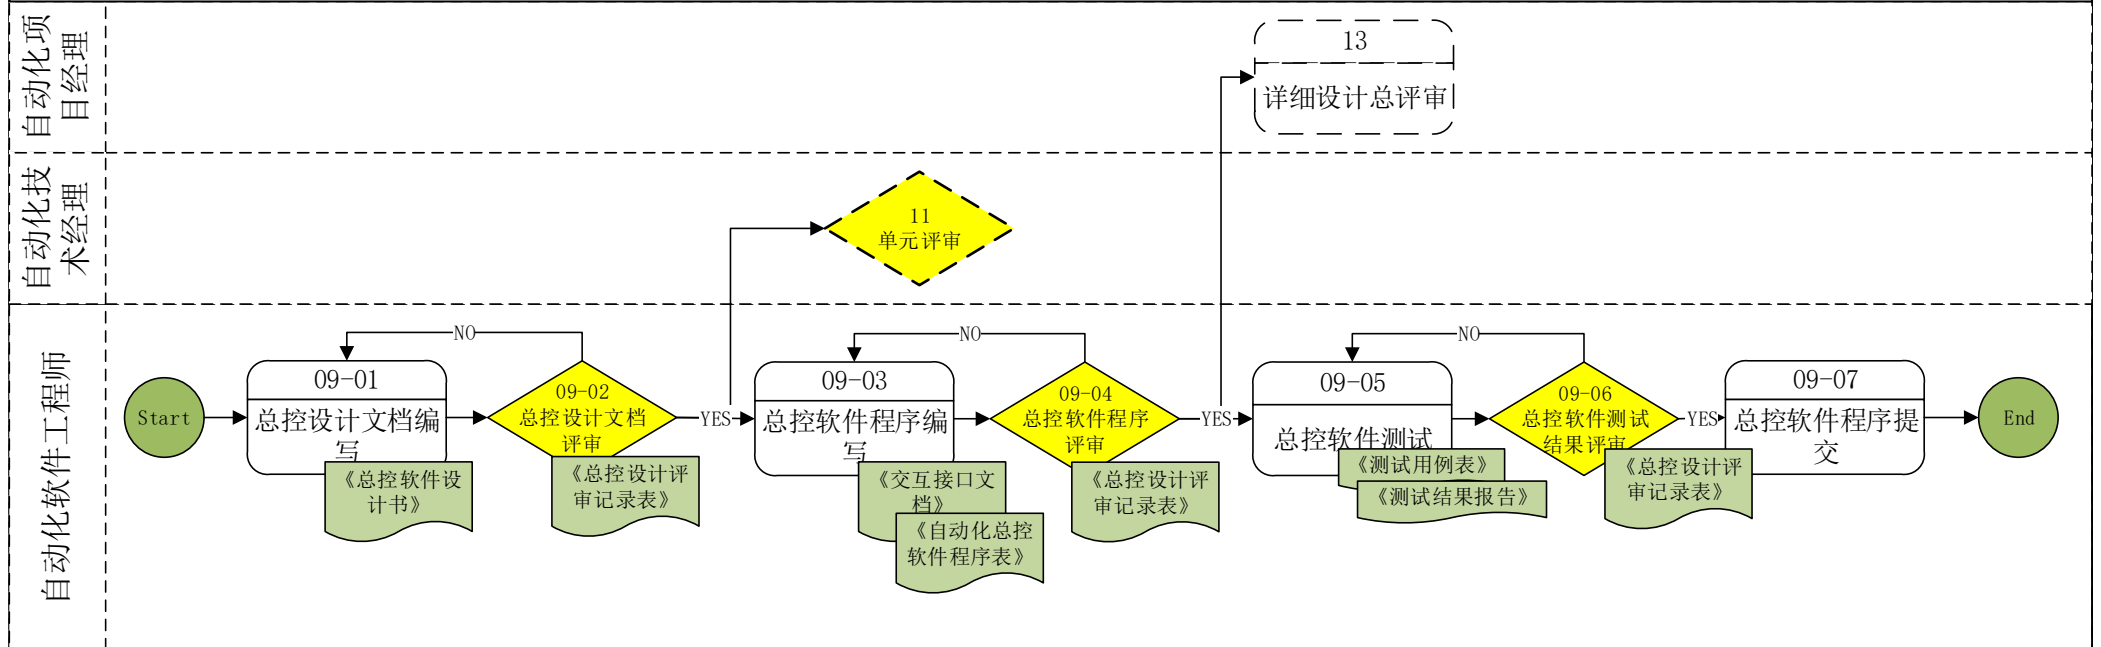 自动化项
目经理
13
详细设计总评审
自动化技
术经理
11
单元评审
自动化软件工程师
Start
NO
09-01
总控设计文档编
写
《总控软件设
计书》
09-02
总控设计文档
评审
《总控设计评
审记录表》
YES
NO
09-03
总控软件程序编
写
《交互接口文
档》
《自动化总控
软件程序表》
09-04
总控软件程序
评审
《总控设计评
审记录表》
YES
NO
09-05
总控软件测试
《测试用例表》
《测试结果报告》
09-06
总控软件测试
结果评审
《总控设计评
审记录表》
YES
09-07
总控软件程序提
交
End